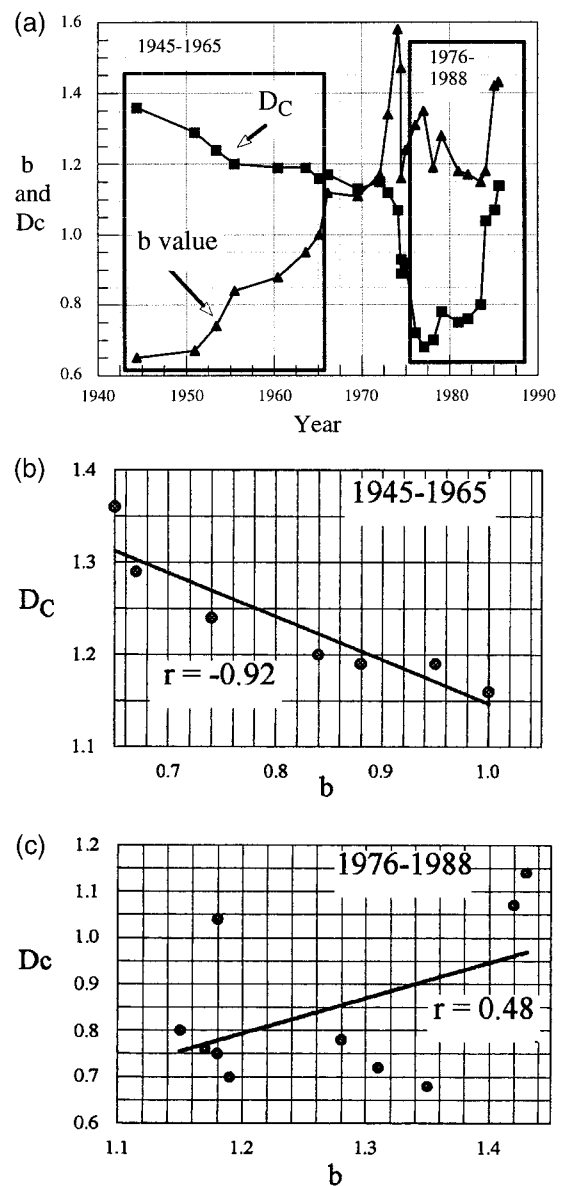 (a)
1.6
1945-1965
1976-
1988
1.4
D_C
b
and
Dc
1.2
1.0
b value
0.8
0.6
1940 1950 1960 1970 1980 1990
Year
(b)
1.4
1945-1965
1.3
D_C
1.2
r = -0.92
1.1
0.7 0.8 0.9 1.0
b
(c)
1.2
1976-1988
1.1
1.0
Dc
0.9
r = 0.48
0.8
0.7
0.6
1.1 1.2 1.3 1.4
b